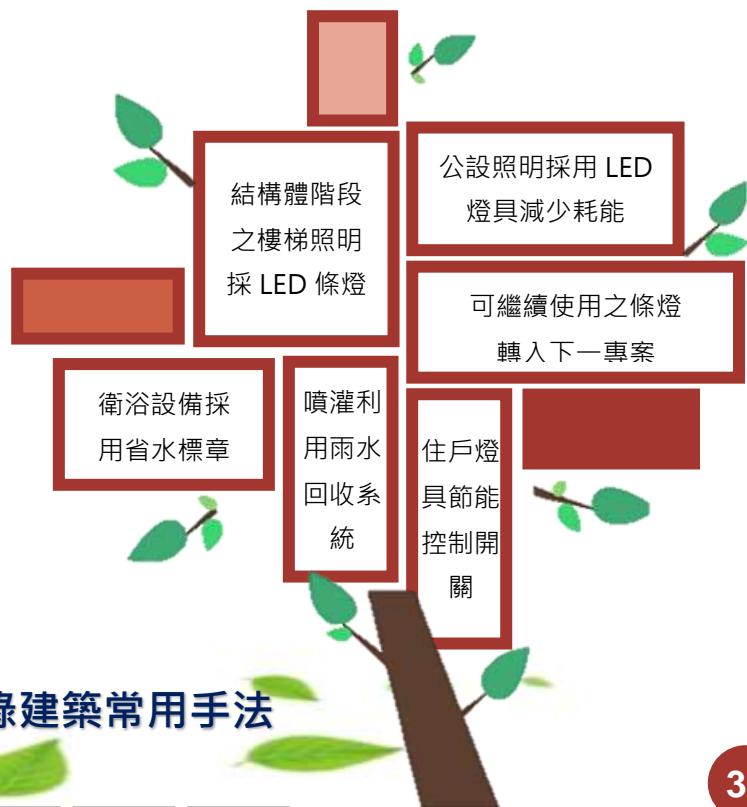 結構體階段
之樓梯照明
採 LED 條燈
公設照明採用 LED
燈具減少耗能
可繼續使用之條燈
轉入下一專案
衛浴設備採
用省水標章
噴灌利
用雨水
回收系
統
住戶燈
具節能
控制開
關
綠建築常用手法
3